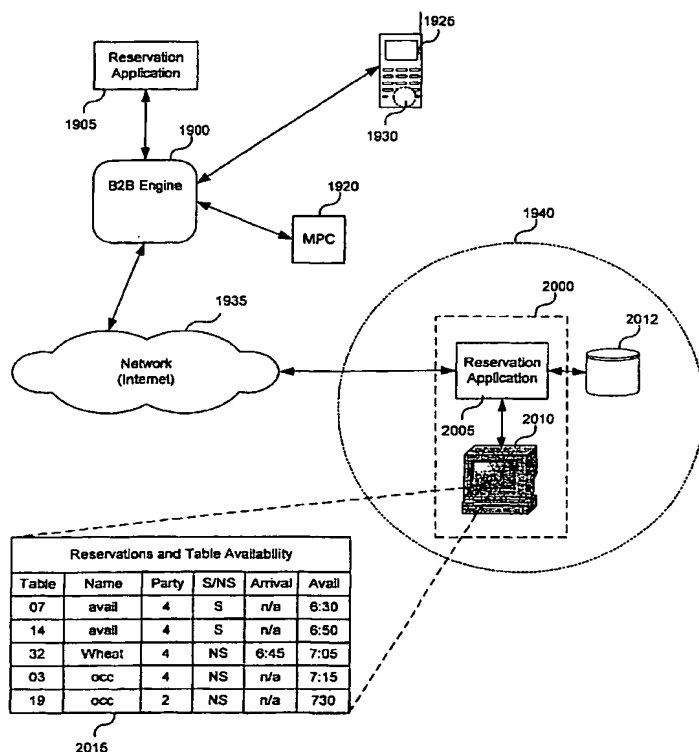 1925
Reservation
Application
1905
1900
1930
B2B Engine
1920
MPC
1940
1935
2000
2012
Network
(Internet)
Reservation
Application
2005
2010
Reservations and Table Availability
Table Name Party S/NS Arrival Avail
07 avail 4 S n/a 6:30
14 avail 4 S n/a 6:50
32 Wheat 4 NS 6:45 7:05
03 occ 4 NS n/a 7:15
19 occ 2 NS n/a 730
2015